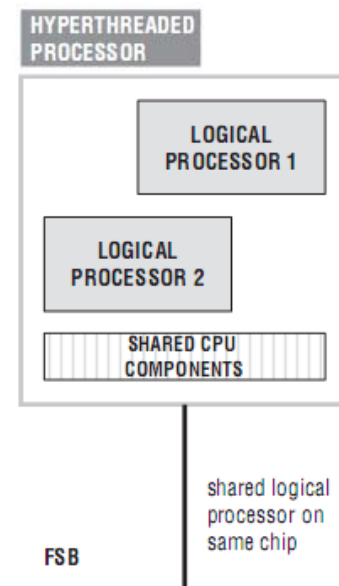 HYPERTHREADED
PROCESSOR
LOGICAL
PROCESSOR 1
LOGICAL
PROCESSOR 2
SHARED CPU
COMPONENTS
shared logical
processor on
same chip
FSB